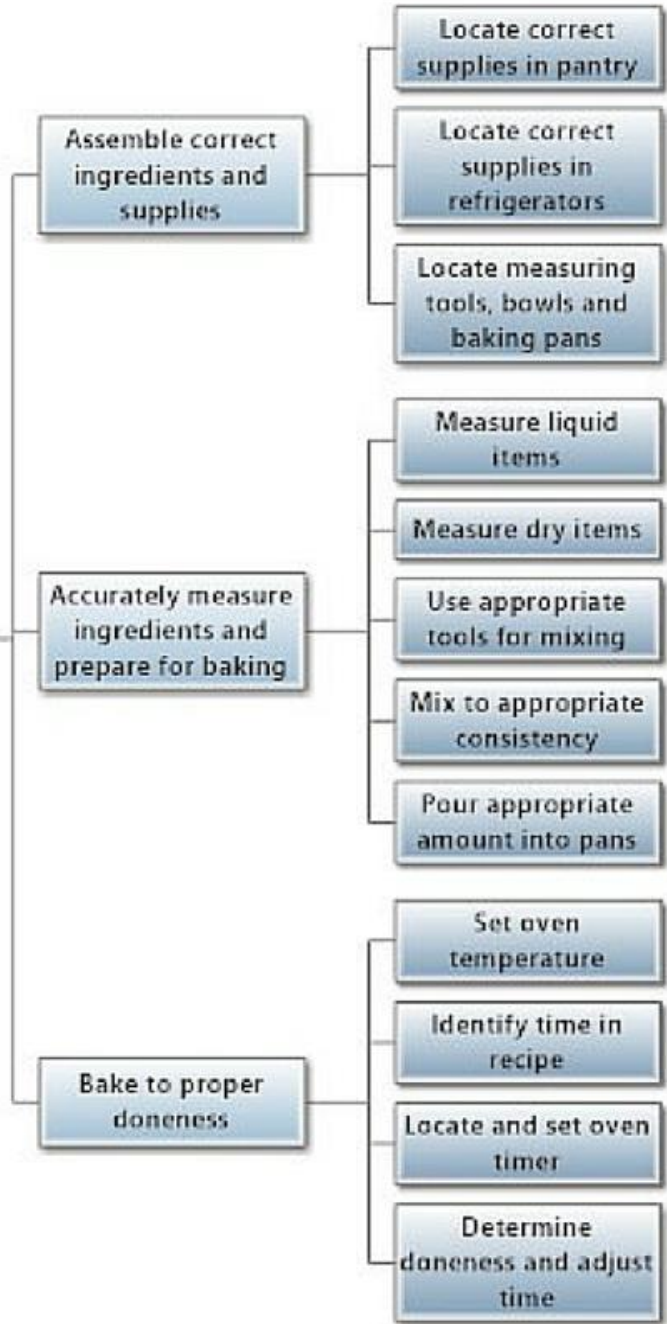 Locate correct
supplies in pantry
Assemble correct
ingredients and
supplies
Locate correct
supplies in
refrigerators
Locate measuring
tools, bowls and
baking pans
Measure liquid
items
Measure dry items
Accurately measure
ingredients and
prepare for baking
Use appropriate
tools for mixing
Mix to appropriate
consistency
Pour appropriate
amount into pans
Set oven
temperature
Identify time in
recipe
Bake to proper
doneness
Locate and set oven
timer
Determine
doneness and adjust
time